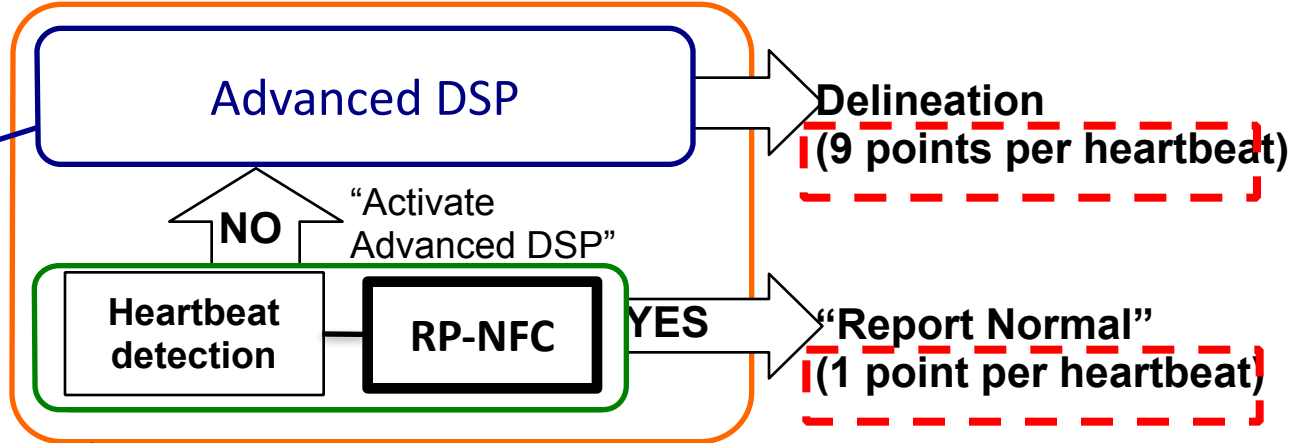 Advanced DSP
Delineation
(9 points per heartbeat)
NO
“Activate
Advanced DSP”
Heartbeat
detection
RP-NFC
YES
“Report Normal”
(1 point per heartbeat)